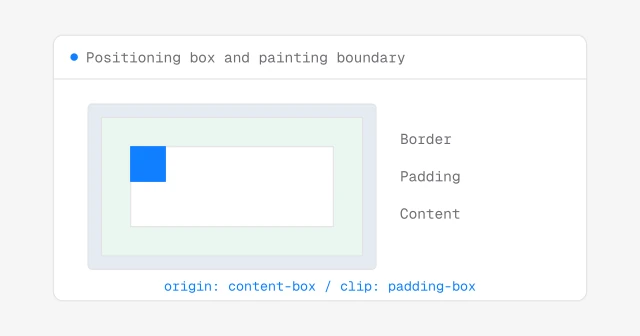 Positioning box and painting boundary
Border
Padding
Content
origin: content-box / clip: padding-box